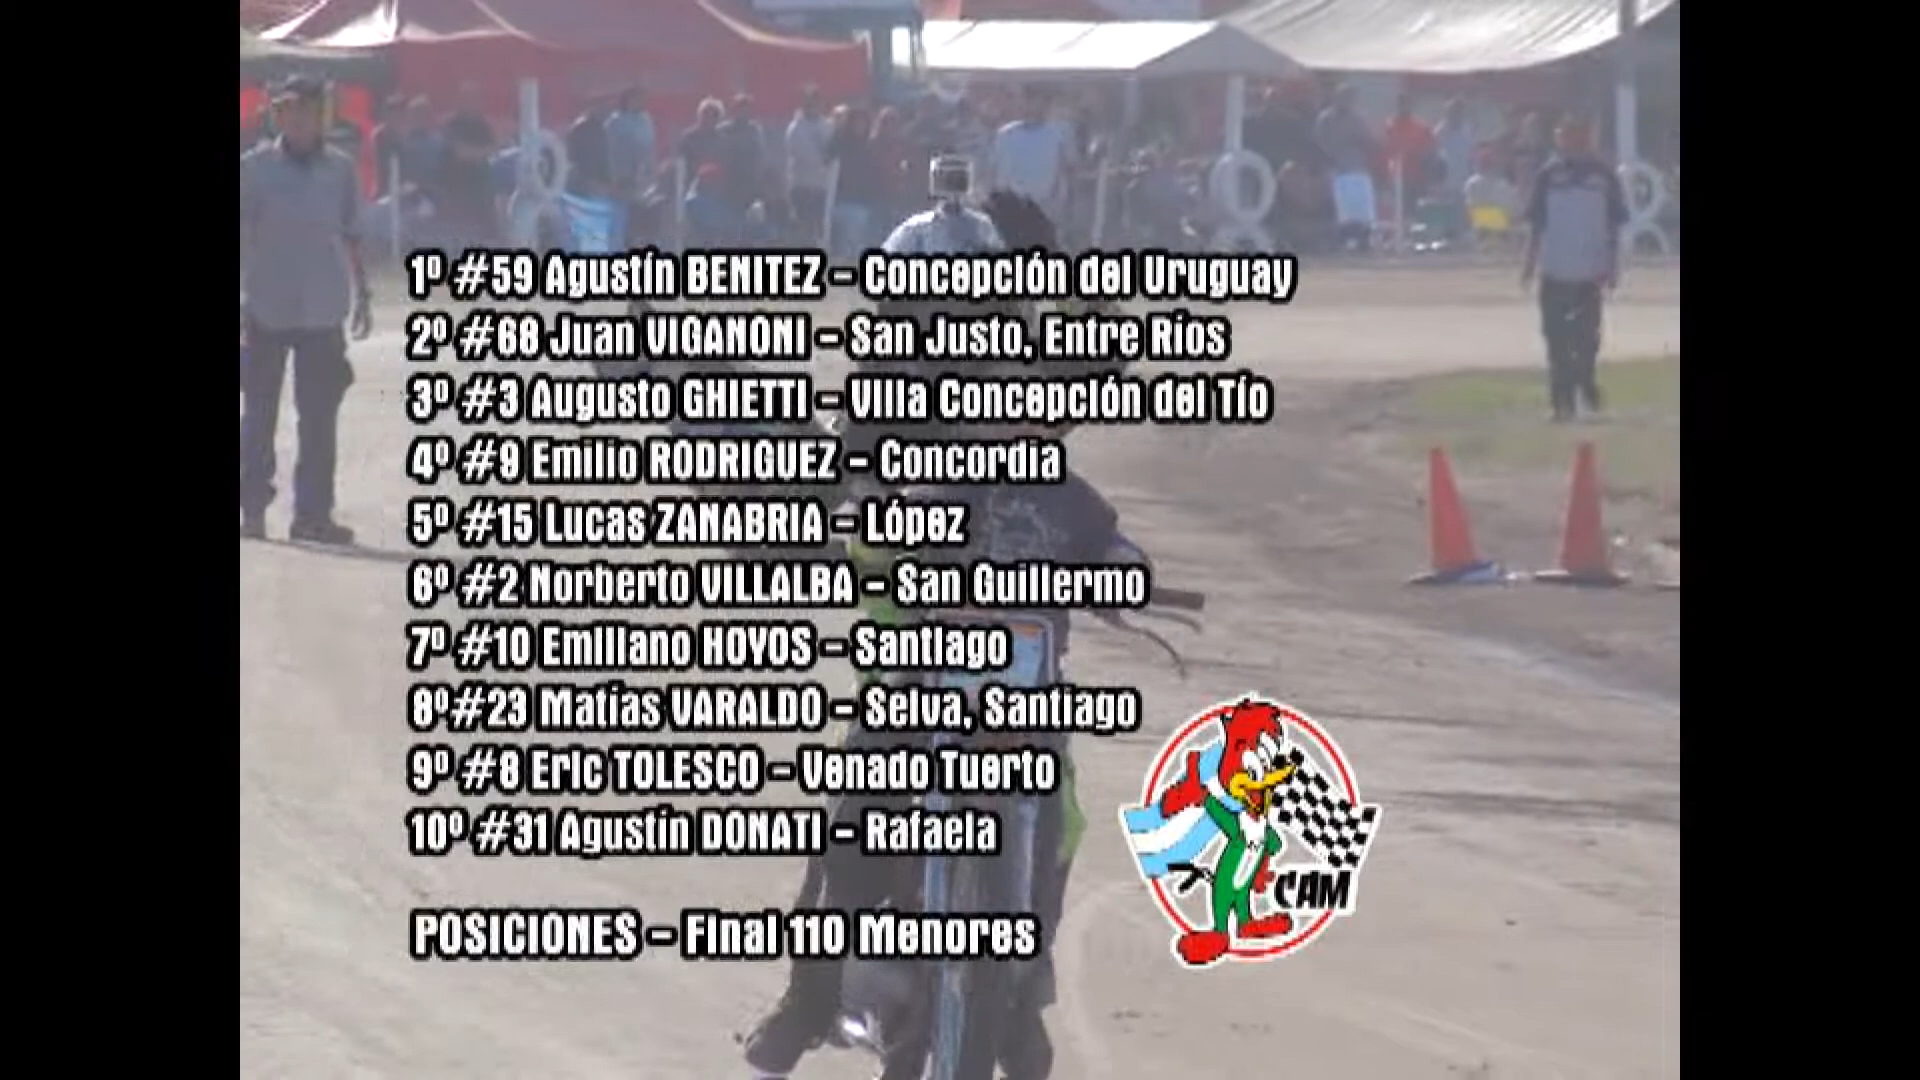 1º #59 Agustín BENITEZ - Concepción del Uruguay
2º #68 Juan VIGANONI - San Justo, Entre Ríos
3º #3 Augusto GHIETTI - Villa Concepción del Tío
4º #9 Emilio RODRIGUEZ - Concordia
5º #15 Lucas ZANABRIA - López
6º #2 Norberto VILLALBA - San Guillermo
7º #10 Emiliano HOYOS - Santiago
8º#23 Matías VARALDO - Selva, Santiago
9º #8 Eric TOLESCO - Venado Tuerto
10º #31 Agustín DONATI - Rafaela
CAM
POSICIONES - Final 110 Menores